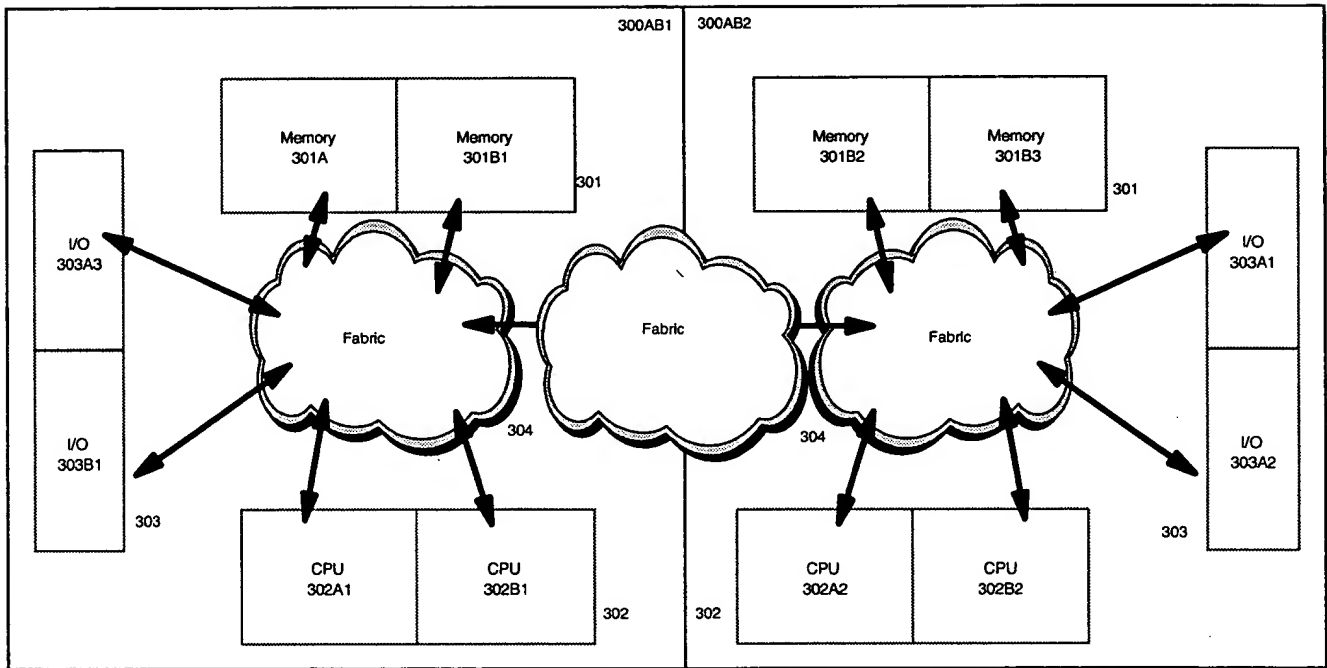 300AB1
300AB2
Memory
301A
Memory
301B1
301
Memory
301B2
Memory
301B3
301
I/O
303A3
I/O
303B1
303
I/O
303A1
I/O
303A2
303
Fabric
Fabric
Fabric
304
304
CPU
302A1
CPU
302B1
302
302
CPU
302A2
CPU
302B2